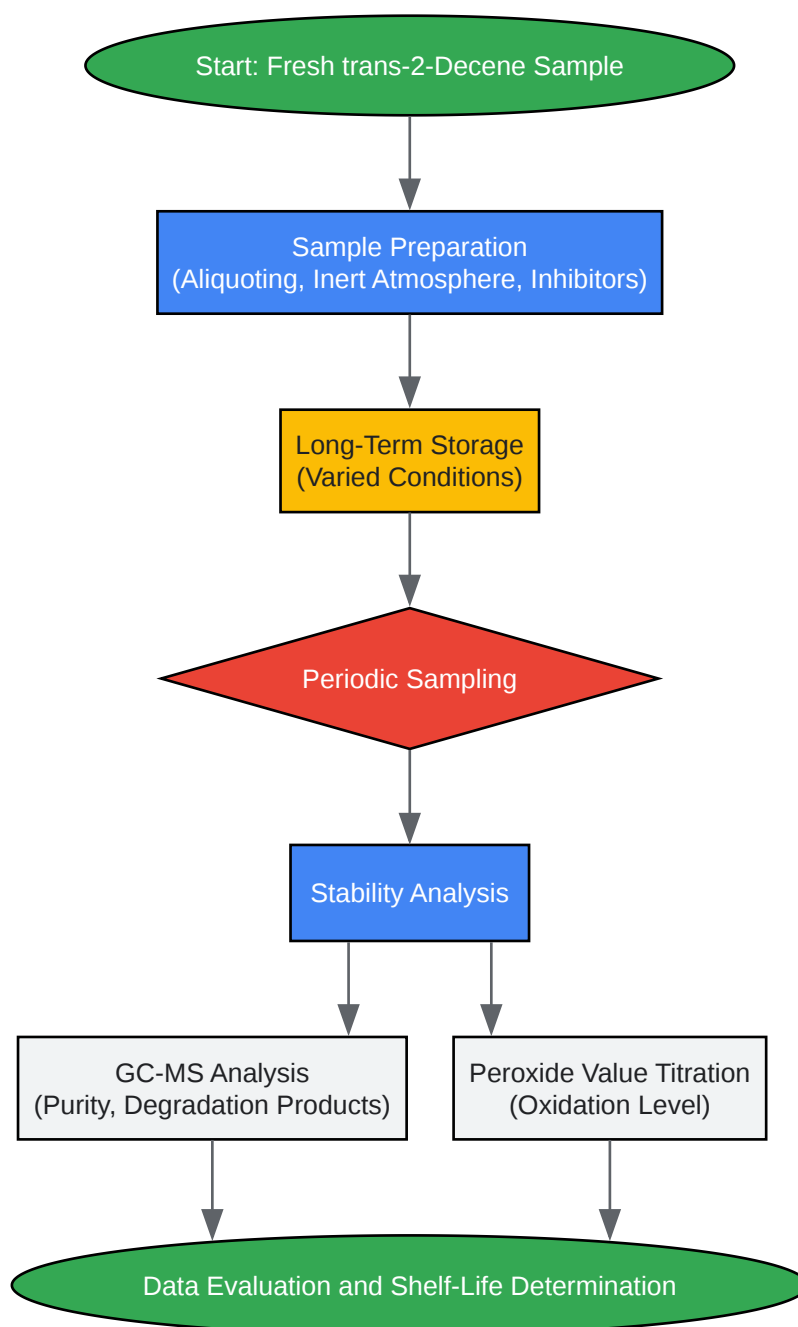 Start: Fresh trans-2-Decene Sample
Sample Preparation
(Aliquoting, Inert Atmosphere, Inhibitors)
Long-Term Storage
(Varied Conditions)
Periodic Sampling
Stability Analysis
GC-MS Analysis
(Purity, Degradation Products)
Peroxide Value Titration
(Oxidation Level)
Data Evaluation and Shelf-Life Determination